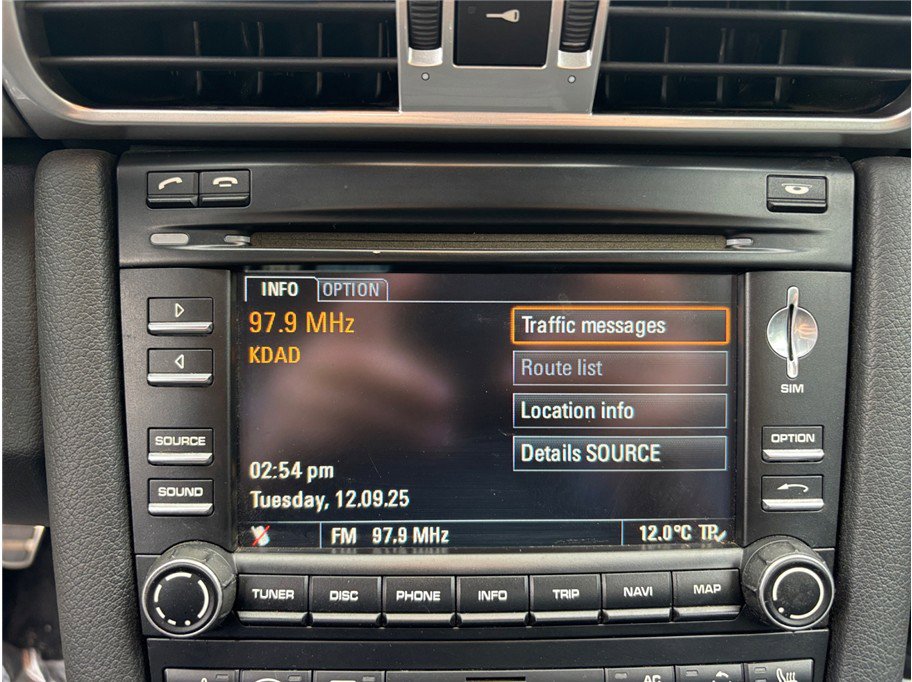 INFO OPTION
97.9 MHz
KDAD
Traffic messages
Route list
Location info
Details SOURCE
02:54 pm
Tuesday, 12.09.25
FM 97.9 MHz 12.0°C TP
SOURCE
SOUND
SIM
OPTION
TUNER DISC PHONE INFO TRIP NAVI MAP
AC